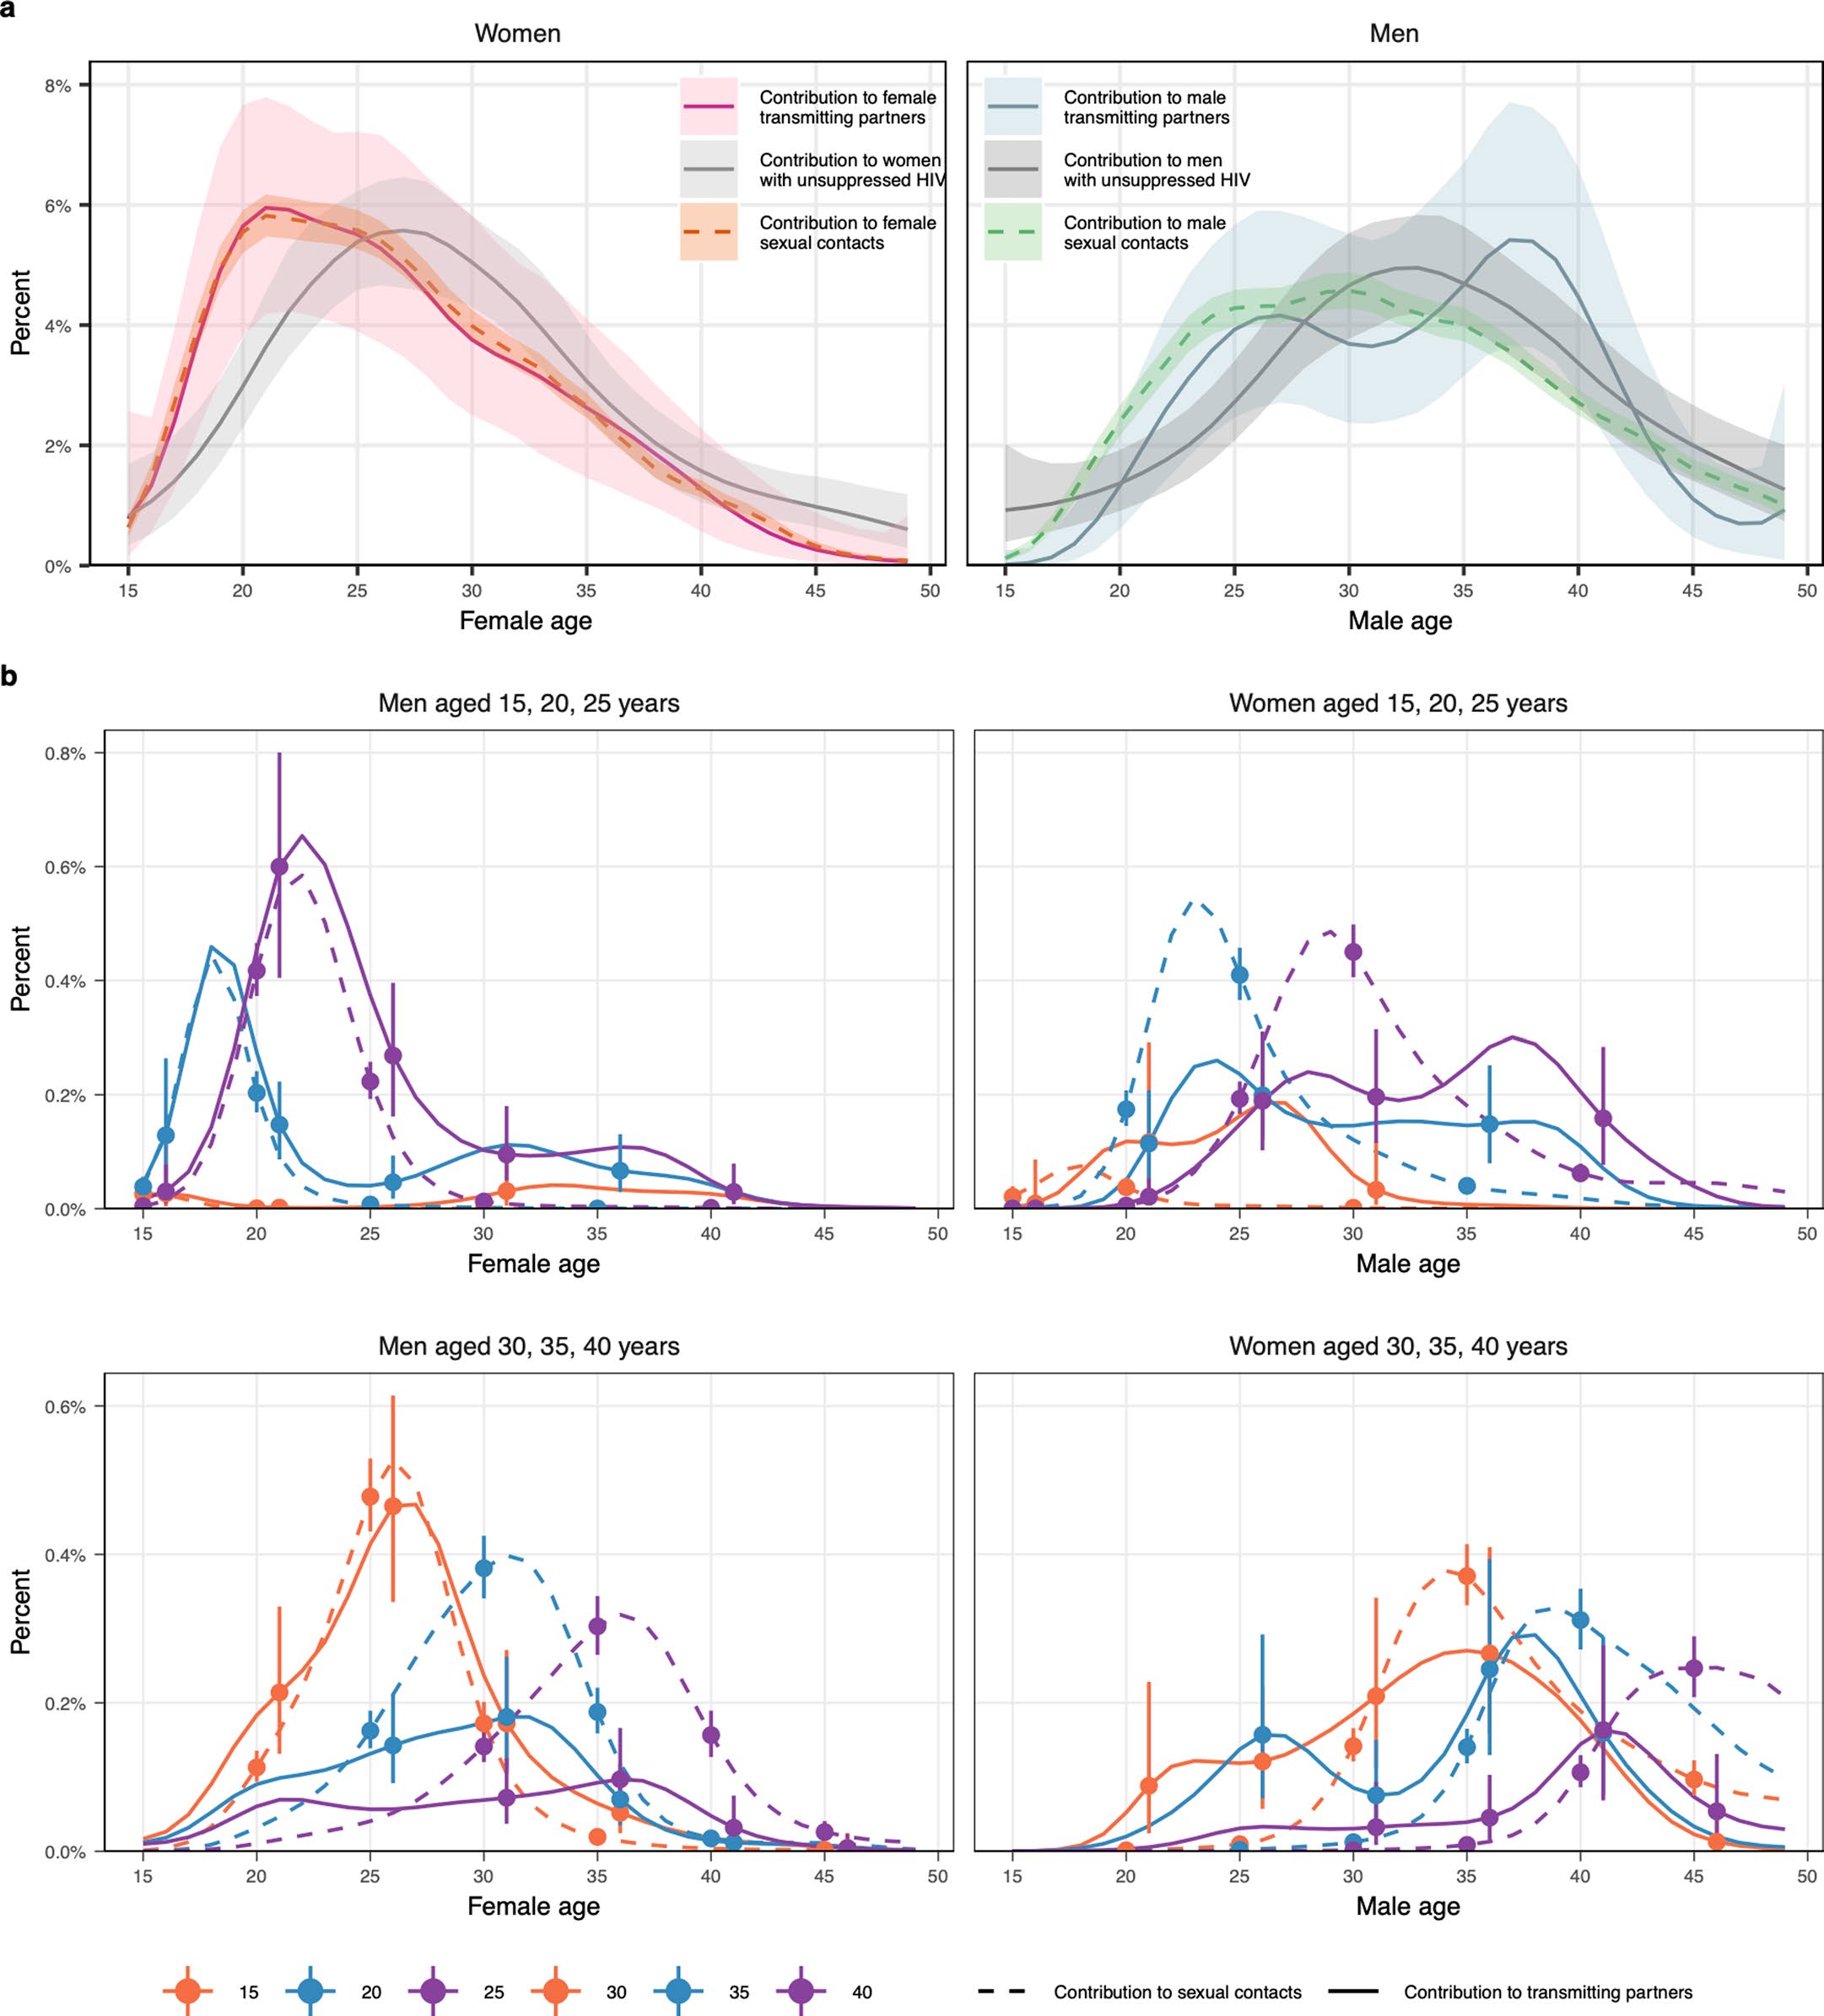 a
Women
Men
8%
6%
4%
2%
0%
Percent
Contribution to female
transmitting partners
Contribution to women
with unsuppressed HIV
Contribution to female
sexual contacts
Contribution to male
transmitting partners
Contribution to men
with unsuppressed HIV
Contribution to male
sexual contacts
15 20 25 30 35 40 45 50
15 20 25 30 35 40 45 50
Female age
Male age
b
Men aged 15, 20, 25 years
Women aged 15, 20, 25 years
0.8%
0.6%
0.4%
0.2%
0.0%
Percent
15 20 25 30 35 40 45 50
15 20 25 30 35 40 45 50
Female age
Male age
Men aged 30, 35, 40 years
Women aged 30, 35, 40 years
0.6%
0.4%
0.2%
0.0%
Percent
15 20 25 30 35 40 45 50
15 20 25 30 35 40 45 50
Female age
Male age
15 20 25 30 35 40 Contribution to sexual contacts Contribution to transmitting partners